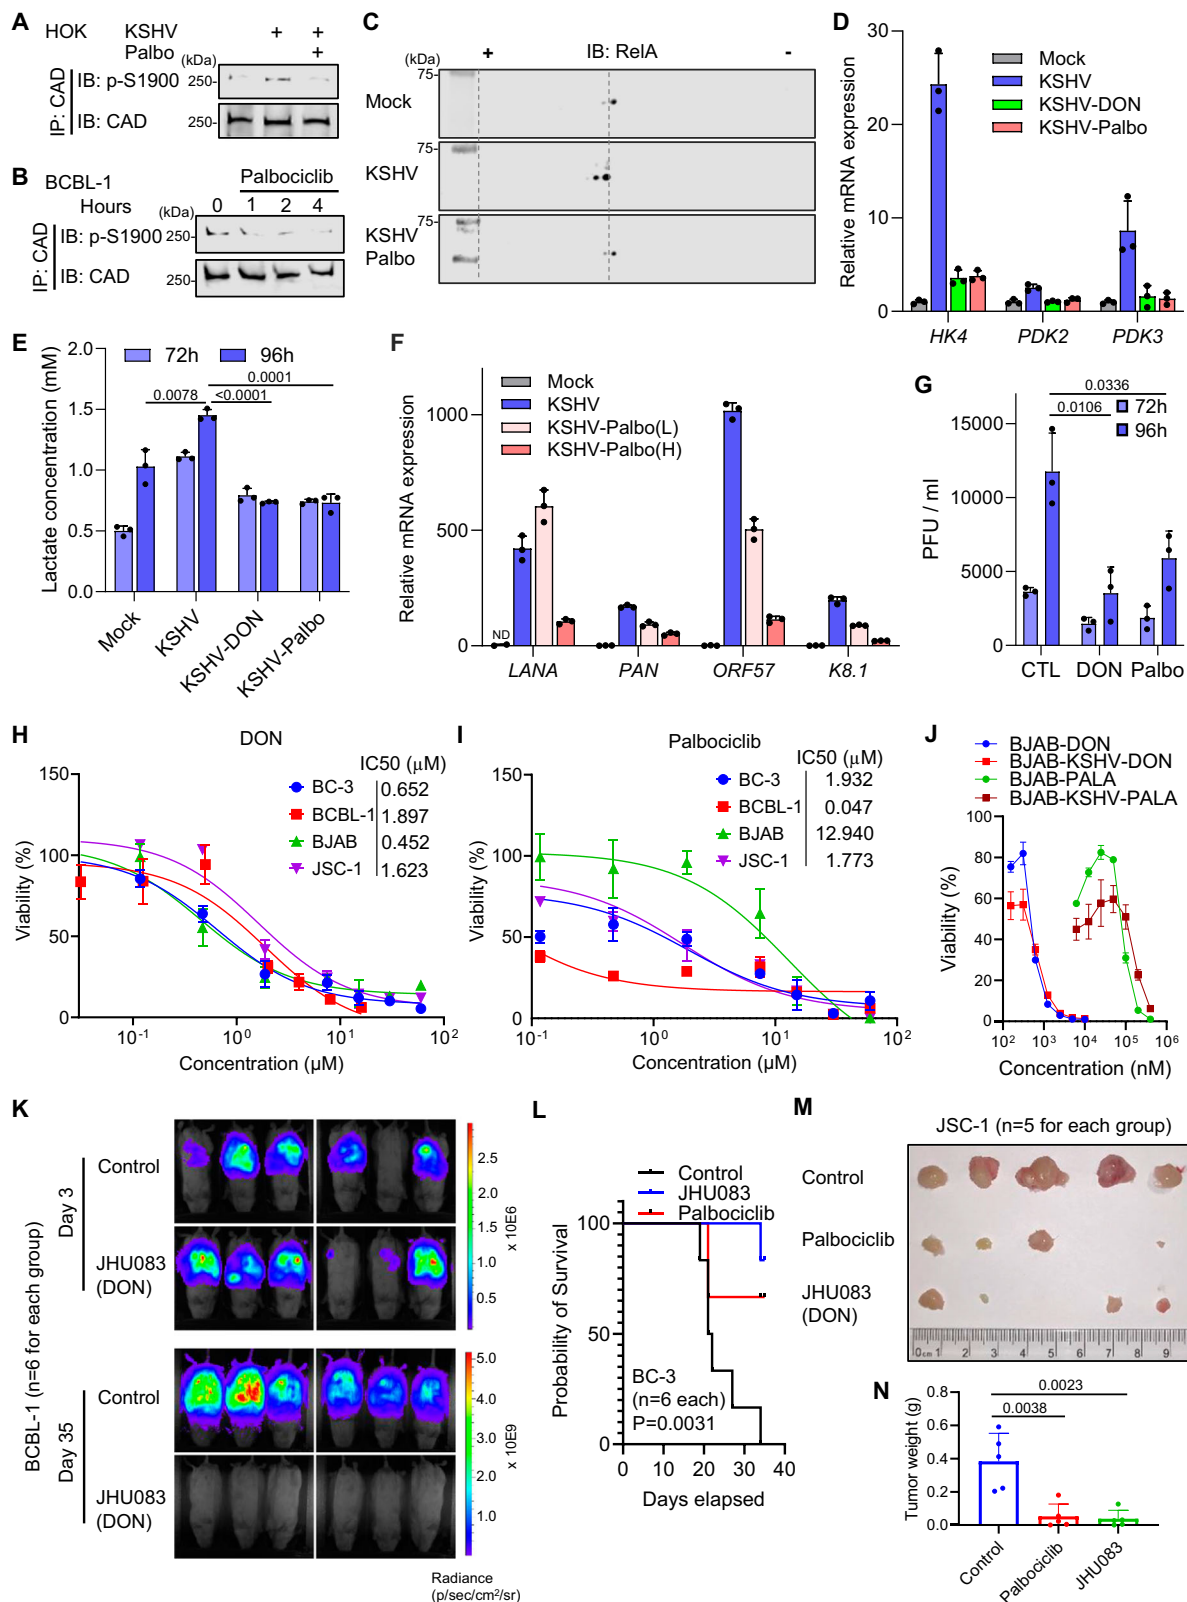 A
HOK KSHV + +
Palbo +
(kDa)
IP: CAD
IB: p-S1900 250-
IB: CAD 250-
B
BCBL-1 Palbociclib
Hours 0 1 2 4
(kDa)
IP: CAD
IB: p-S1900 250-
IB: CAD 250-
C
(kDa) + IB: RelA -
75-
Mock
75-
KSHV
75-
KSHV
Palbo
D
Relative mRNA expression
30
20
10
0
Mock
KSHV
KSHV-DON
KSHV-Palbo
HK4 PDK2 PDK3
E
Lactate concentration (mM)
2.0
1.5
1.0
0.5
0.0
72h 96h
0.0001
0.0078 <0.0001
Mock
KSHV
KSHV-DON
KSHV-Palbo
F
Relative mRNA expression
1000
500
0
Mock
KSHV
KSHV-Palbo(L)
KSHV-Palbo(H)
ND
LANA PAN ORF57 K8.1
G
PFU / ml
15000
10000
5000
0
0.0336
0.0106
72h
96h
CTL DON Palbo
H
DON
Viability (%)
150
100
50
0
IC50 (μM)
BC-3 0.652
BCBL-1 1.897
BJAB 0.452
JSC-1 1.623
10-1 100 101 102
Concentration (μM)
I
Palbociclib
Viability (%)
150
100
50
0
IC50 (μM)
BC-3 1.932
BCBL-1 0.047
BJAB 12.940
JSC-1 1.773
10-1 100 101 102
Concentration (μM)
J
BJAB-DON
BJAB-KSHV-DON
BJAB-PALA
BJAB-KSHV-PALA
Viability (%)
80
60
40
20
0
102 103 104 105 106
Concentration (nM)
K
BCBL-1 (n=6 for each group)
Day 3
Control
JHU083
(DON)
2.5
2.0
1.5
1.0
0.5
x 10E6
Day 35
Control
JHU083
(DON)
5.0
4.0
3.0
2.0
1.0
x 10E9
Radiance
(p/sec/cm²/sr)
L
Control
JHU083
Palbociclib
Probability of Survival
100
50
0
BC-3
(n=6 each)
P=0.0031
0 10 20 30 40
Days elapsed
M
JSC-1 (n=5 for each group)
Control
Palbociclib
JHU083
(DON)
0cm 1 2 3 4 5 6 7 8 9
N
Tumor weight (g)
0.8
0.6
0.4
0.2
0.0
0.0023
0.0038
Control
Palbociclib
JHU083